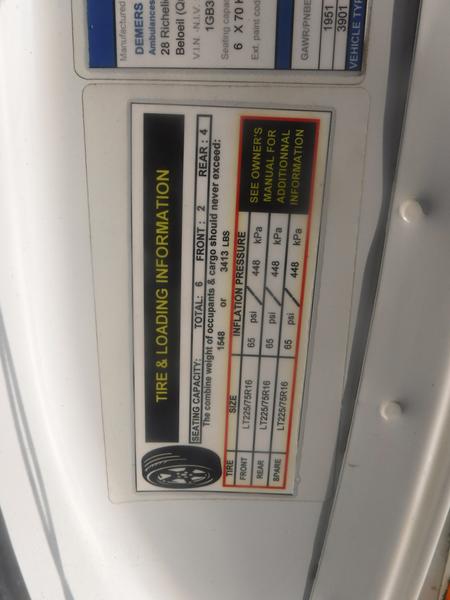 Manufactured
DEMERS
Ambulances
28 Richeli
Beloeil (Q
V.I.N. -N.I.V.
1GB3
Seating capac
6 X 70 K
Ext. paint cod
GAWR/PNBE
1951
3901
VEHICLE TYP
TIRE & LOADING INFORMATION
SEATING CAPACITY: TOTAL: 6 FRONT: 2 REAR: 4
The combine weight of occupants & cargo should never exceed:
1548 or 3413 LBS
TIRE SIZE INFLATION PRESSURE
FRONT LT225/75R16 65 psi / 448 kPa
REAR LT225/75R16 65 psi / 448 kPa
SPARE LT225/75R16 65 psi / 448 kPa
SEE OWNER'S
MANUAL FOR
ADDITIONNAL
INFORMATION